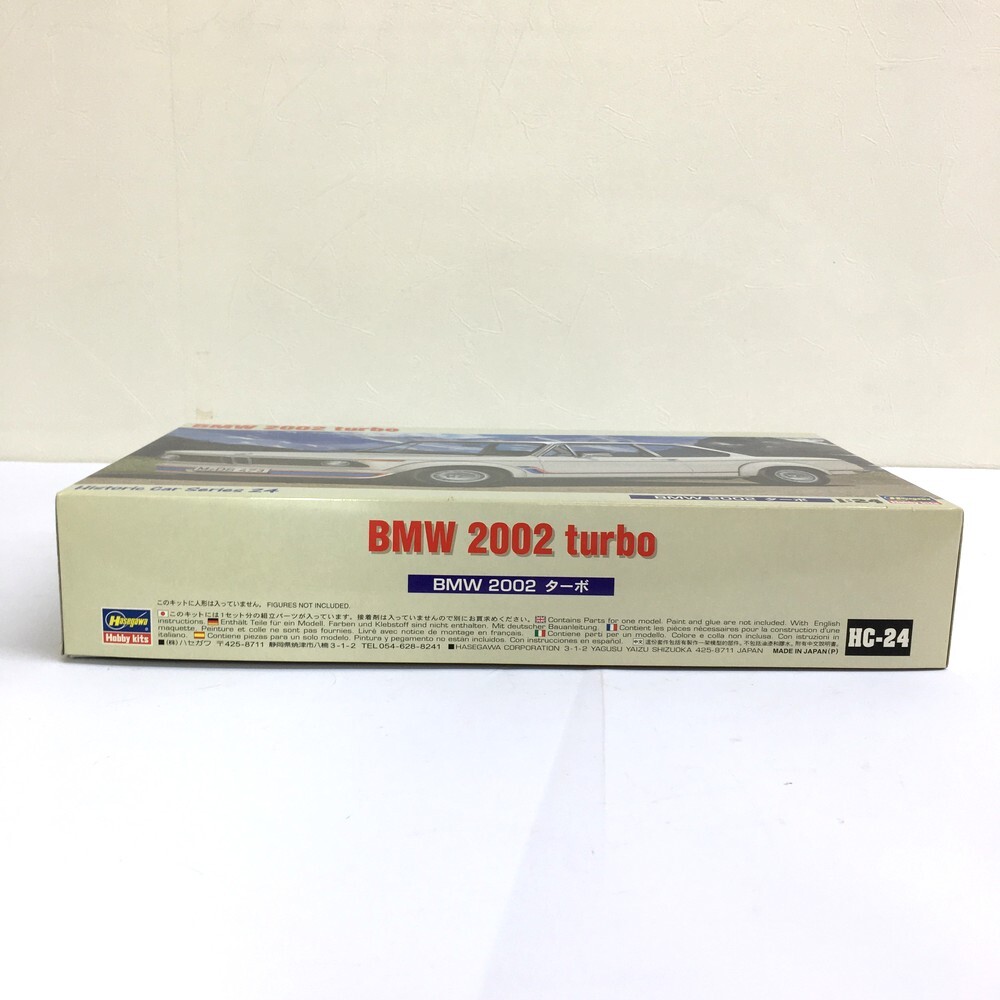 BMW 2002 turbo
Historic Car Series 24
BMW 2002 ターボ
1:24
BMW 2002 turbo
BMW 2002 ターボ
このキットに人形は入っていません。 FIGURES NOT INCLUDED.
Hasegawa
Hobby kits
このキットには1セット分の組立パーツが入っています。接着剤は入っていませんので別にお買求めください。 Contains Parts for one model. Paint and glue are not included. With English
instructions. Enthält Teile für ein Modell. Farben und Klebstoff sind nicht enthalten. Mit deutscher Bauanleitung. Contient les pièces nécessaires pour la construction d'une
maquette. Peinture et colle ne sont pas fournies. Livré avec notice de montage en français. Contiene perti per un modello. Colore e colla non inclusa. Con istruzioni in
italiano. Contiene piezas para un solo modelo. Pintura y pegamento no están incluidos. Con instrucciones en español.
■(株)ハセガワ 〒425-8711 静岡県焼津市八楠3-1-2 TEL054-628-8241 ■HASEGAWA CORPORATION 3-1-2 YAGUSU YAIZU SHIZUOKA 425-8711 JAPAN MADE IN JAPAN(P)
HC-24